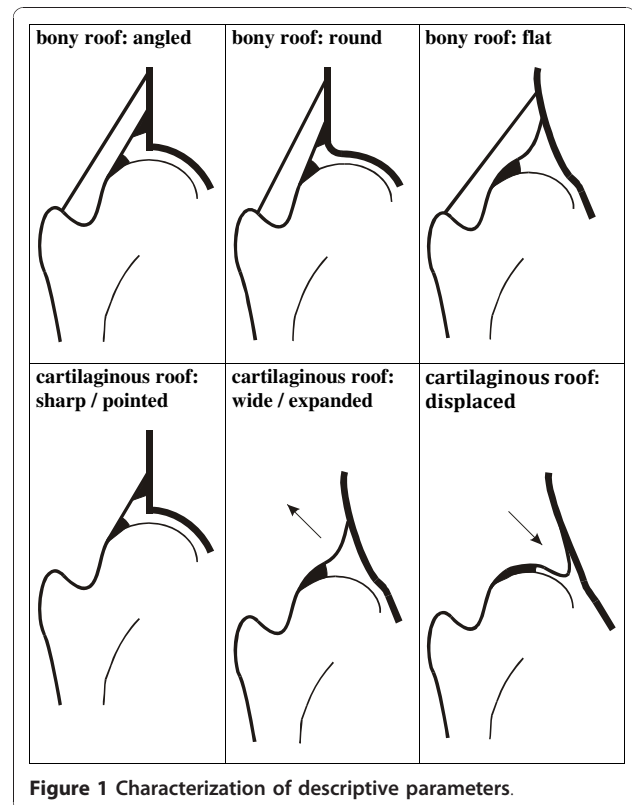 bony roof: angled
bony roof: round
bony roof: flat
cartilaginous roof:
sharp / pointed
cartilaginous roof:
wide / expanded
cartilaginous roof:
displaced
Figure 1 Characterization of descriptive parameters.